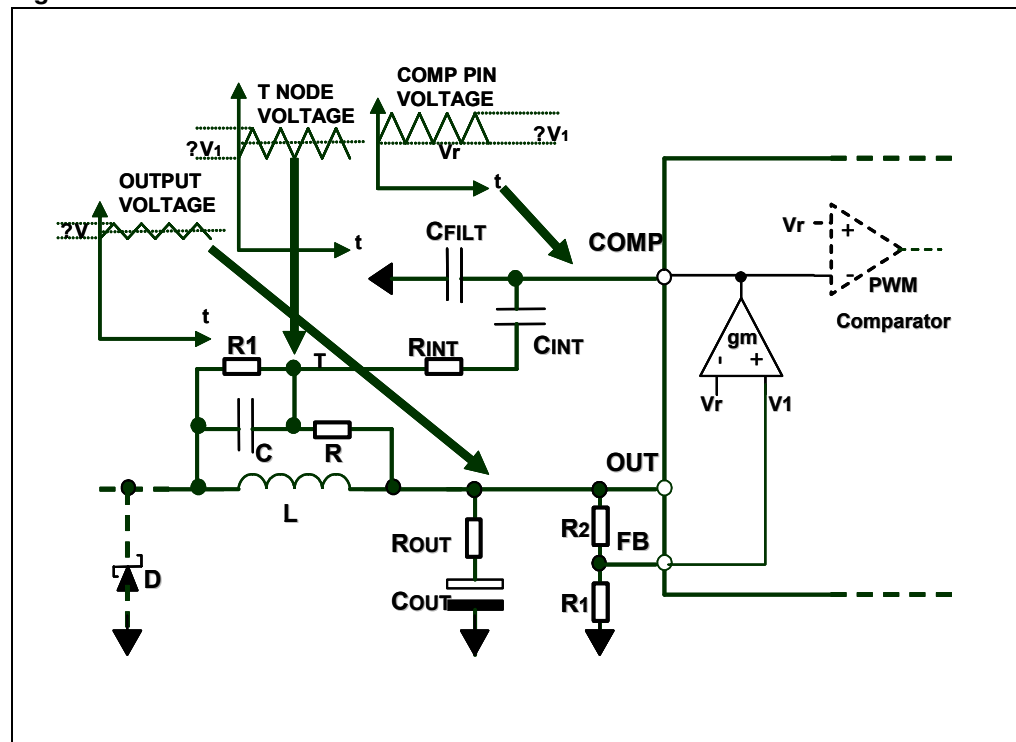 COMP PIN
VOLTAGE
T NODE
VOLTAGE
?V1
Vr
?V1
t
OUTPUT
VOLTAGE
?V
t
CFILT
COMP
Vr
+
-
PWM
Comparator
t
R1
T
RINT
CINT
gm
-
+
Vr
V1
C
R
OUT
L
ROUT
R2
FB
D
COUT
R1